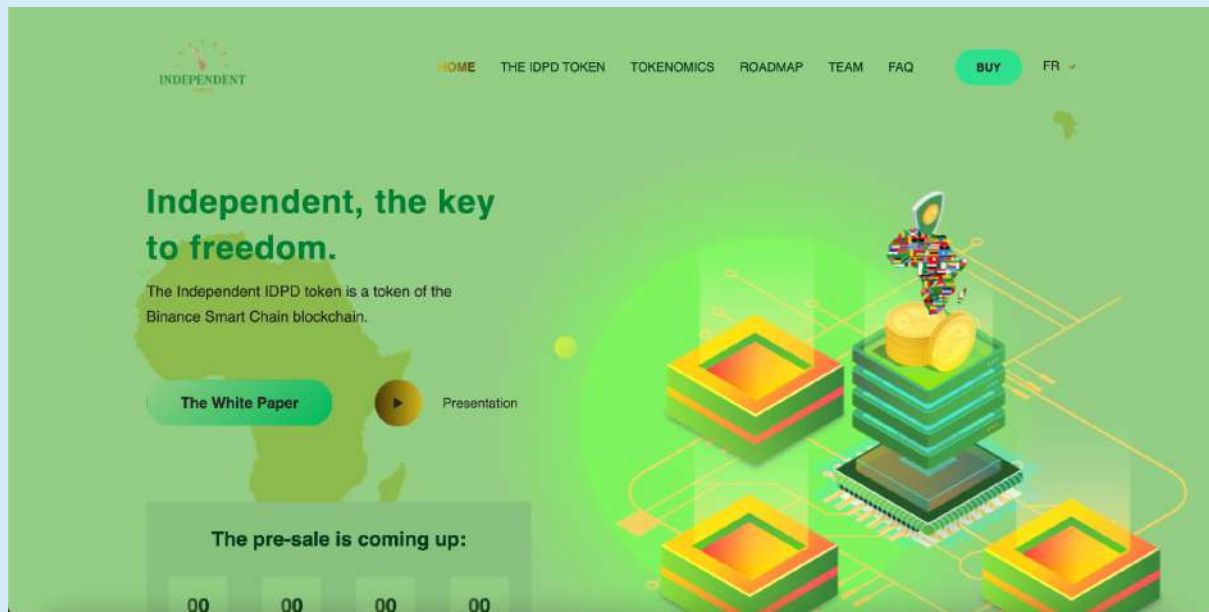 INDEPENDENT
HOME THE IDPD TOKEN TOKENOMICS ROADMAP TEAM FAQ BUY FR
Independent, the key
to freedom.
The Independent IDPD token is a token of the
Binance Smart Chain blockchain.
The White Paper Presentation
The pre-sale is coming up:
00 00 00 00